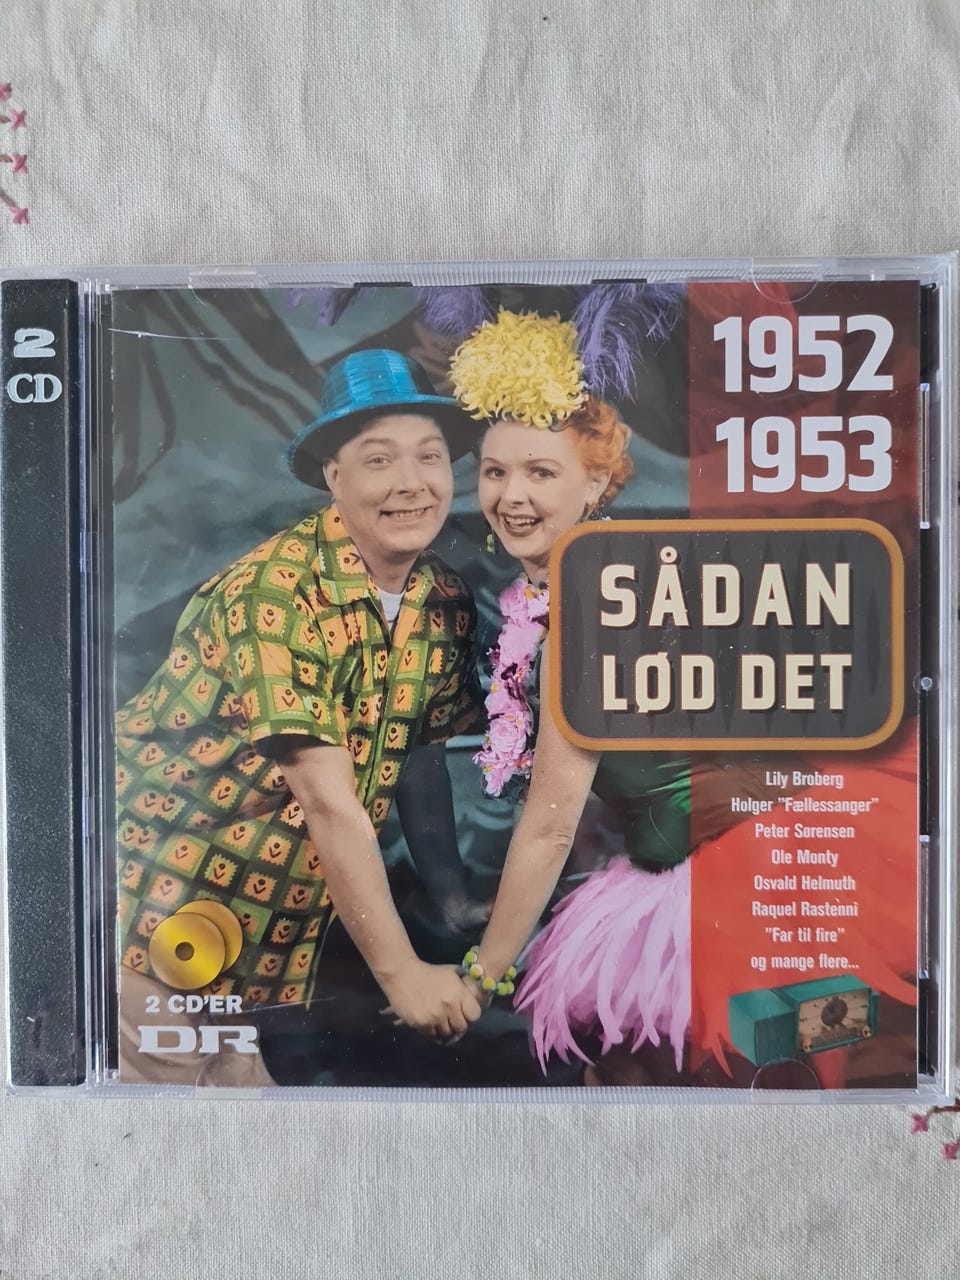 2
CD
1952
1953
SÅDAN
LØD DET
Lily Broberg
Holger "Fællessanger"
Peter Sørensen
Ole Monty
Osvald Helmuth
Raquel Rastenni
"Far til fire"
og mange flere...
2 CD'ER
DR